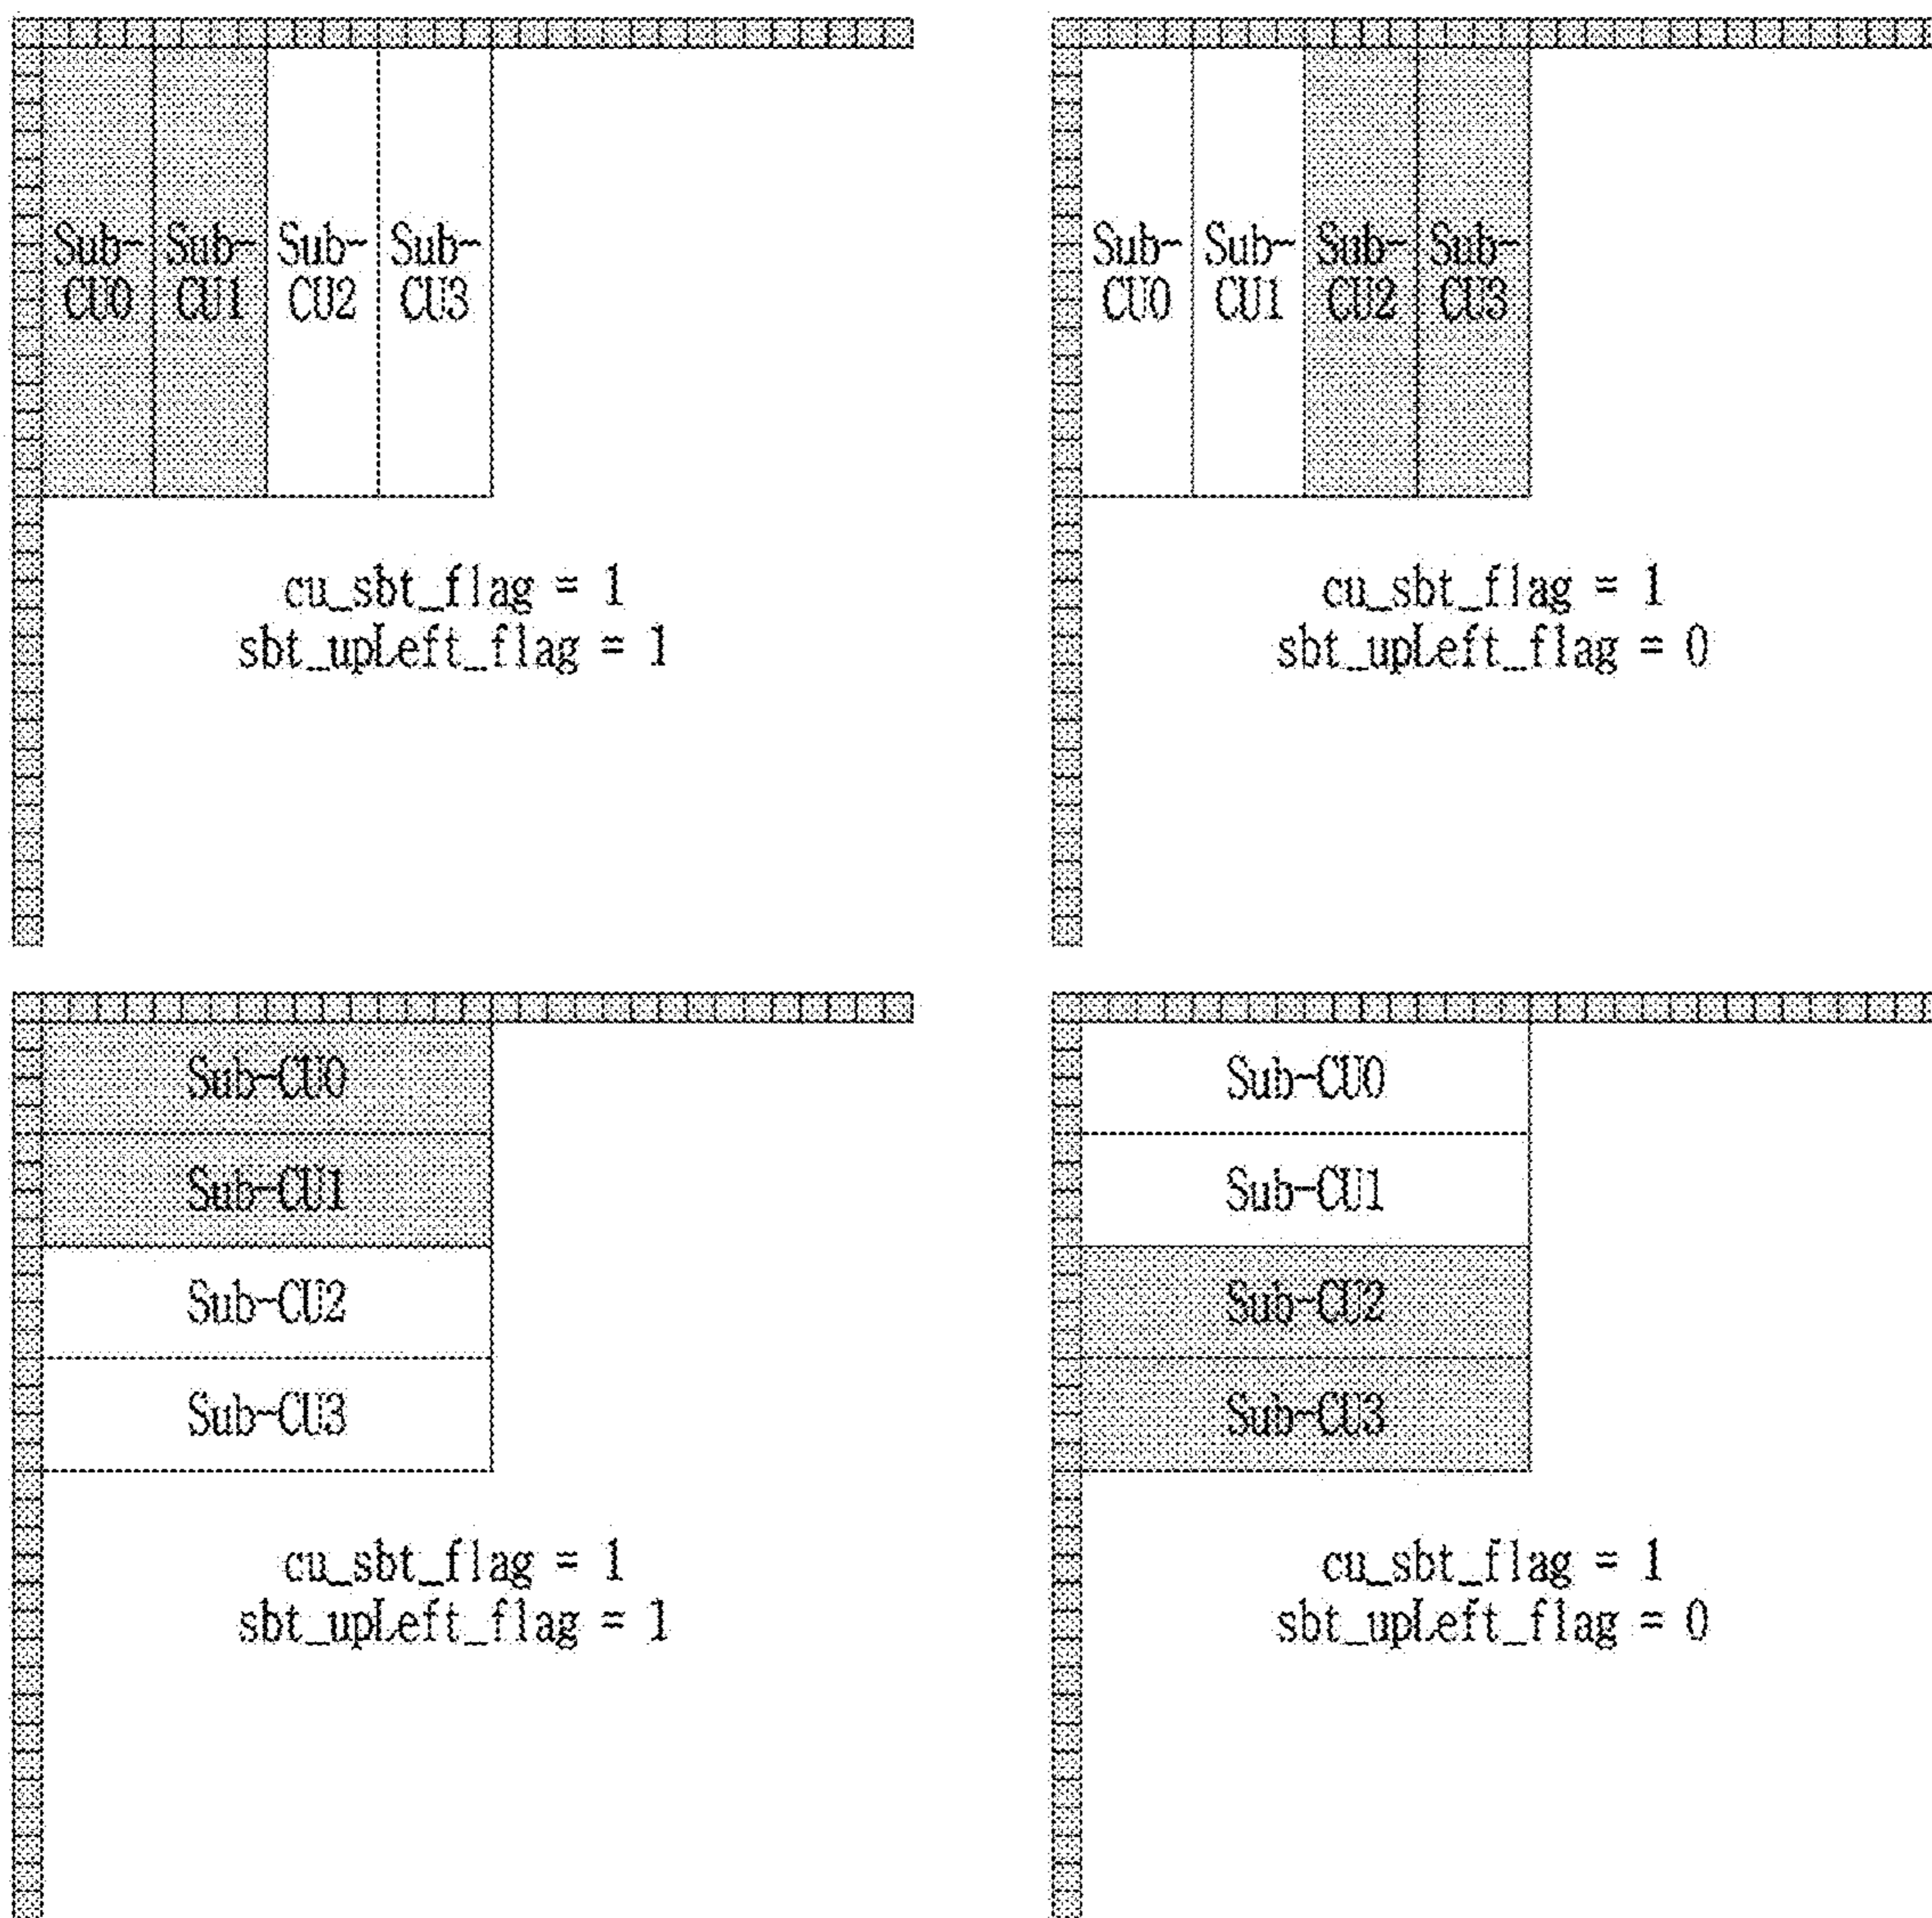 Sub-
CU0
Sub-
CU1
Sub-
CU2
Sub-
CU3
cu_sbt_flag = 1
sbt_upLeft_flag = 1
Sub-
CU0
Sub-
CU1
Sub-
CU2
Sub-
CU3
cu_sbt_flag = 1
sbt_upLeft_flag = 0
Sub-CU0
Sub-CU1
Sub-CU2
Sub-CU3
cu_sbt_flag = 1
sbt_upLeft_flag = 1
Sub-CU0
Sub-CU1
Sub-CU2
Sub-CU3
cu_sbt_flag = 1
sbt_upLeft_flag = 0